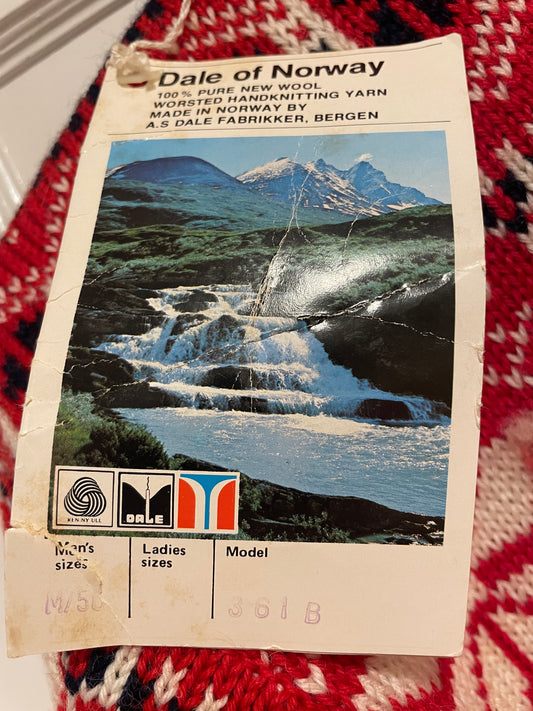 Dale of Norway
100% PURE NEW WOOL
WORSTED HANDKNITTING YARN
MADE IN NORWAY BY
A.S DALE FABRIKKER, BERGEN
REN NY ULL
DALE
Men's
sizes
Ladies
sizes
Model
M/50
361 B